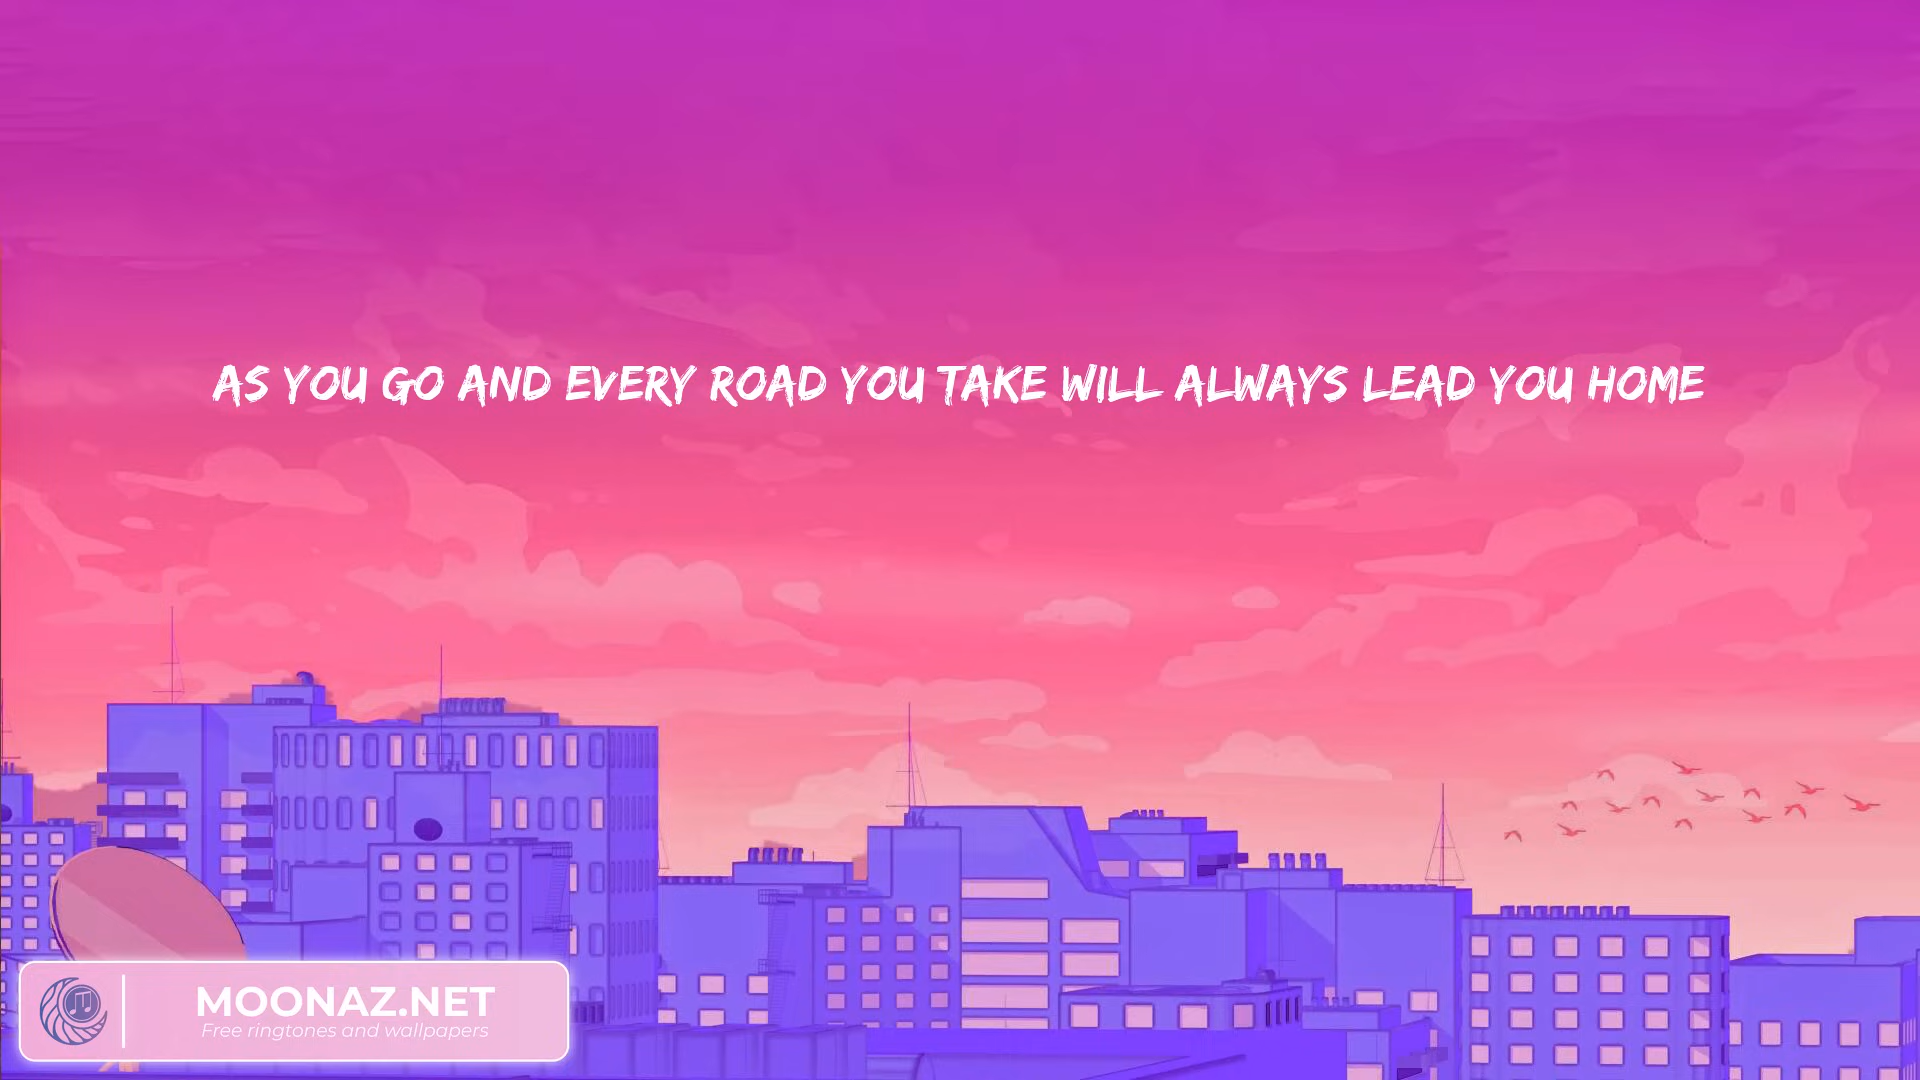 AS YOU GO AND EVERY ROAD YOU TAKE WILL ALWAYS LEAD YOU HOME
MOONAZ.NET
Free ringtones and wallpapers